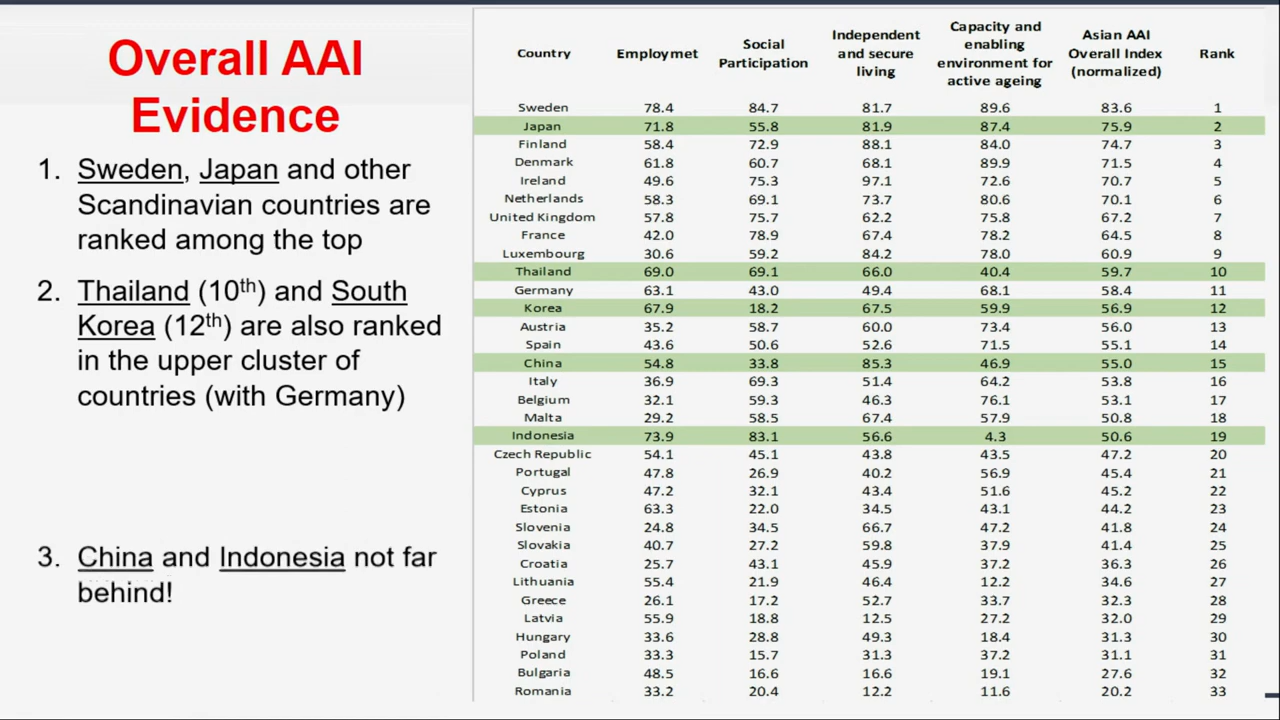 Overall AAI
Evidence
1. Sweden, Japan and other
Scandinavian countries are
ranked among the top
2. Thailand (10th) and South
Korea (12th) are also ranked
in the upper cluster of
countries (with Germany)
3. China and Indonesia not far
behind!
Country Employmet Social Participation Independent and secure living Capacity and enabling environment for active ageing Asian AAI Overall Index (normalized) Rank
Sweden 78.4 84.7 81.7 89.6 83.6 1
Japan 71.8 55.8 81.9 87.4 75.9 2
Finland 58.4 72.9 88.1 84.0 74.7 3
Denmark 61.8 60.7 68.1 89.9 71.5 4
Ireland 49.6 75.3 97.1 72.6 70.7 5
Netherlands 58.3 69.1 73.7 80.6 70.1 6
United Kingdom 57.8 75.7 62.2 75.8 67.2 7
France 42.0 78.9 67.4 78.2 64.5 8
Luxembourg 30.6 59.2 84.2 78.0 60.9 9
Thailand 69.0 69.1 66.0 40.4 59.7 10
Germany 63.1 43.0 49.4 68.1 58.4 11
Korea 67.9 18.2 67.5 59.9 56.9 12
Austria 35.2 58.7 60.0 73.4 56.0 13
Spain 43.6 50.6 52.6 71.5 55.1 14
China 54.8 33.8 85.3 46.9 55.0 15
Italy 36.9 69.3 51.4 64.2 53.8 16
Belgium 32.1 59.3 46.3 76.1 53.1 17
Malta 29.2 58.5 67.4 57.9 50.8 18
Indonesia 73.9 83.1 56.6 4.3 50.6 19
Czech Republic 54.1 45.1 43.8 43.5 47.2 20
Portugal 47.8 26.9 40.2 56.9 45.4 21
Cyprus 47.2 32.1 43.4 51.6 45.2 22
Estonia 63.3 22.0 34.5 43.1 44.2 23
Slovenia 24.8 34.5 66.7 47.2 41.8 24
Slovakia 40.7 27.2 59.8 37.9 41.4 25
Croatia 25.7 43.1 45.9 37.2 36.3 26
Lithuania 55.4 21.9 46.4 12.2 34.6 27
Greece 26.1 17.2 52.7 33.7 32.3 28
Latvia 55.9 18.8 12.5 27.2 32.0 29
Hungary 33.6 28.8 49.3 18.4 31.3 30
Poland 33.3 15.7 31.3 37.2 31.1 31
Bulgaria 48.5 16.6 16.6 19.1 27.6 32
Romania 33.2 20.4 12.2 11.6 20.2 33